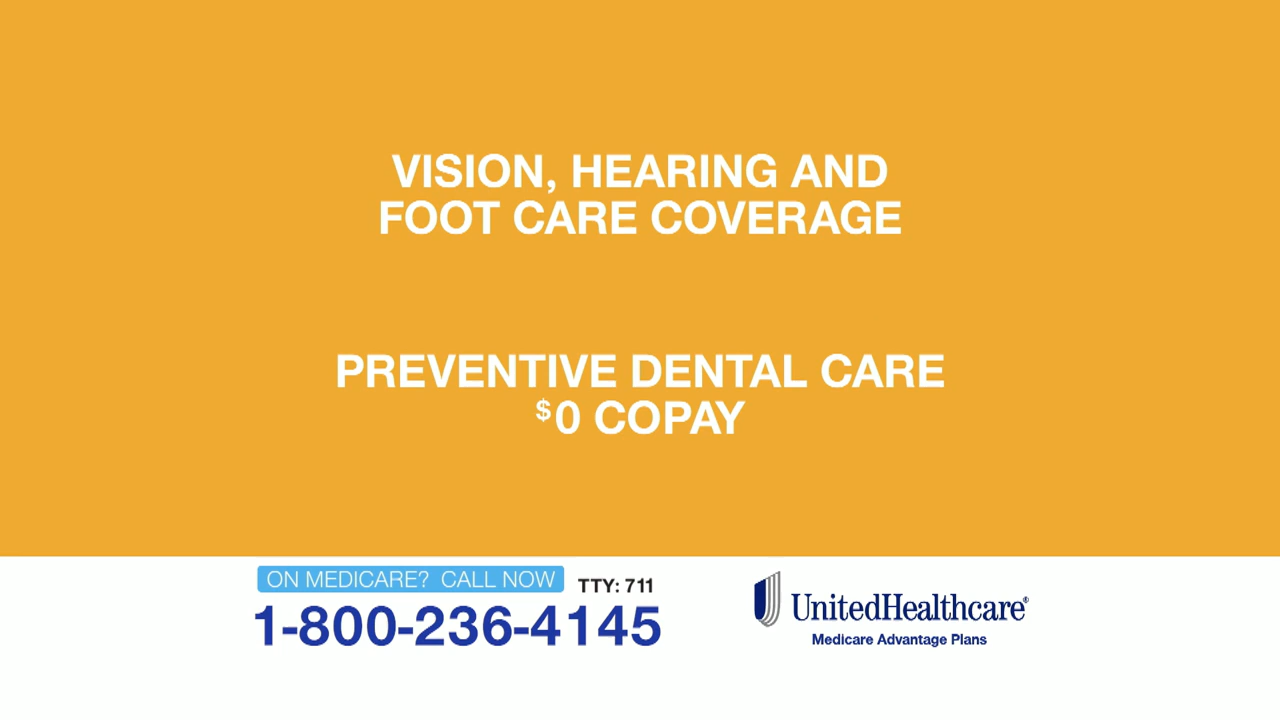 VISION, HEARING AND
FOOT CARE COVERAGE
PREVENTIVE DENTAL CARE
$0 COPAY
ON MEDICARE? CALL NOW TTY: 711
1-800-236-4145
UnitedHealthcare®
Medicare Advantage Plans